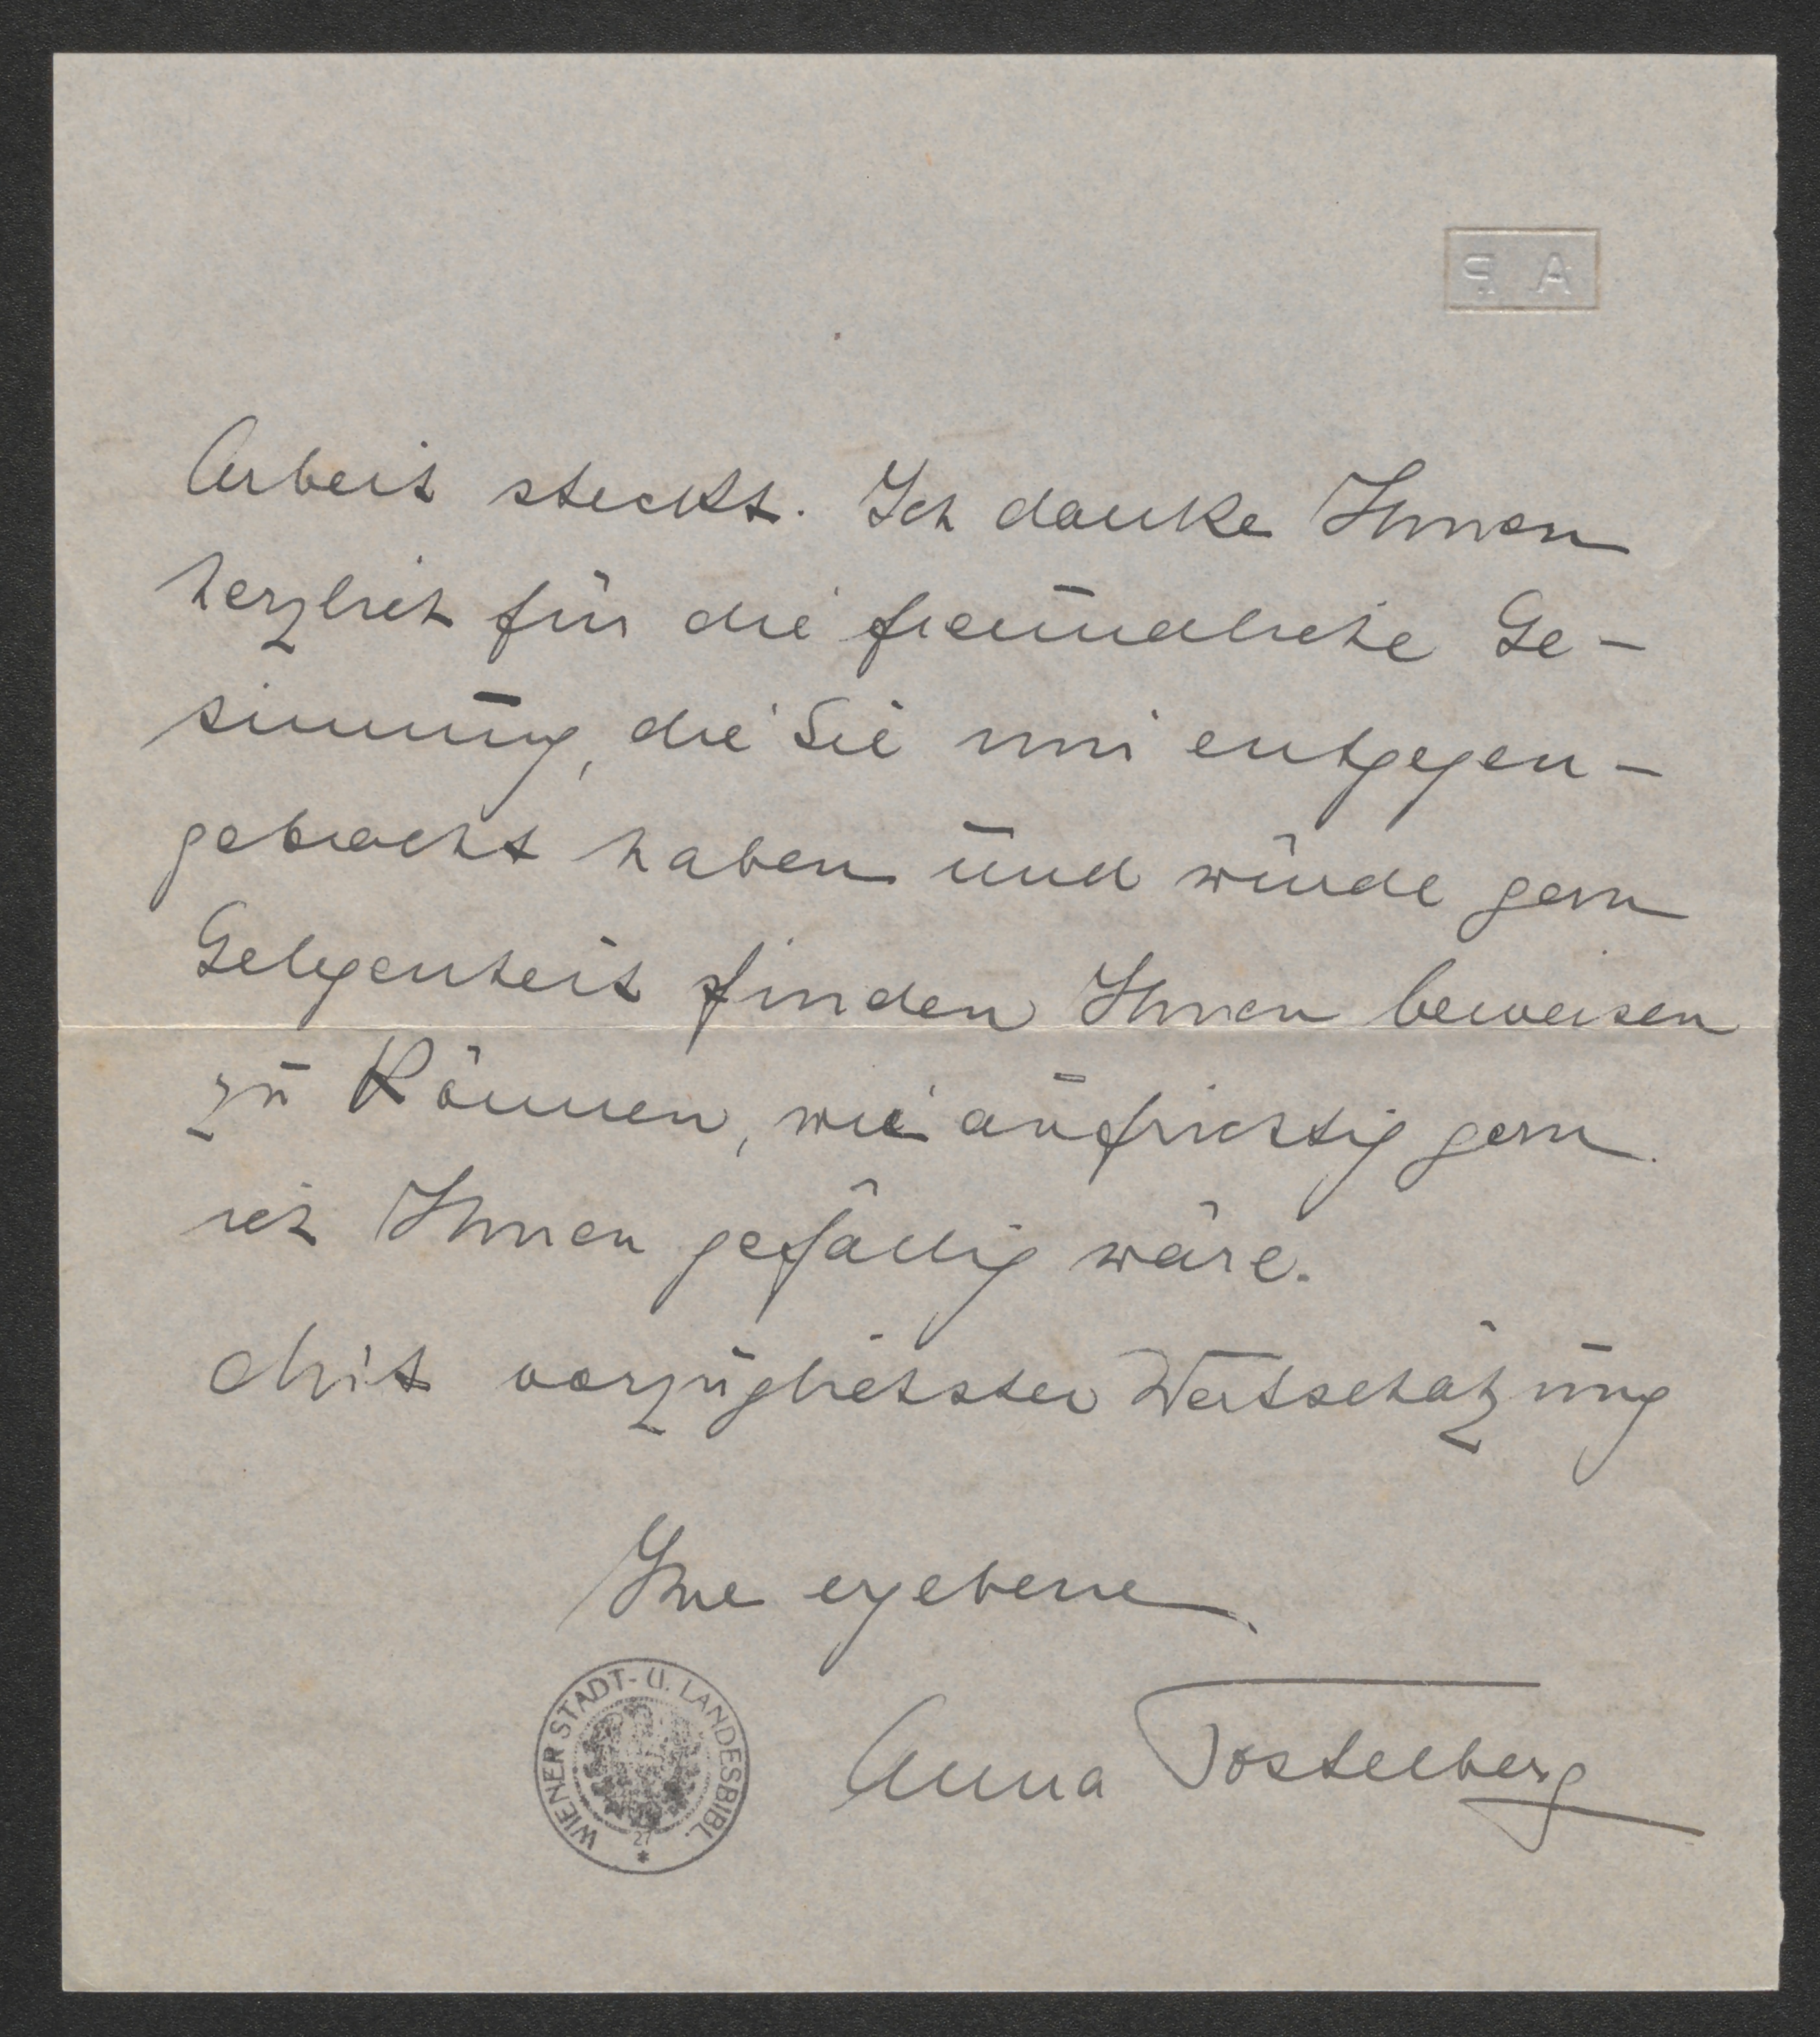 A P
Arbeit steckt. Ich danke Ihnen
herzlich für die freundliche Ge-
sinnung, die Sie mir entgegen-
gebracht haben und würde gern
Gelegenheit finden Ihnen beweisen
zu können, wie aufrichtig gern
ich Ihnen gefällig wäre.
Mit vorzüglichster Wertschätzung
Ihre ergebene
Anna Postelberg
WIENER STADT- U. LANDESBIBL.
27
*